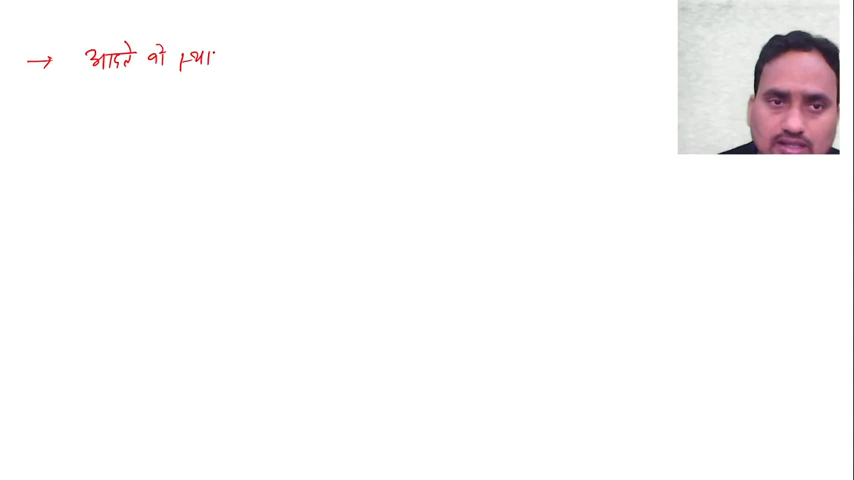 → आदते को स्था